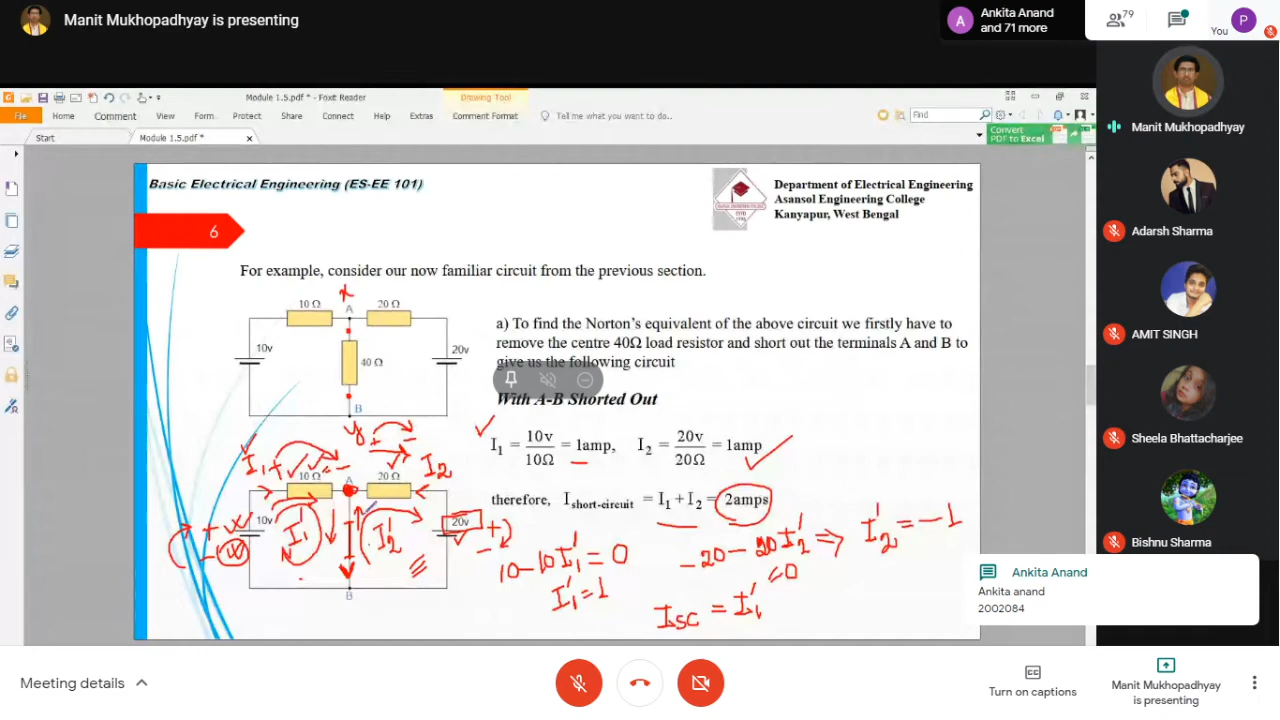 Manit Mukhopadhyay is presenting
A
Ankita Anand
and 71 more
79
You
P
Module 1.5.pdf * - Foxit Reader
Drawing Tool
File Home Comment View Form Protect Share Connect Help Extras Comment Format Tell me what you want to do.. Find
Start
Module 1.5.pdf * x
Convert
PDF to Excel
Basic Electrical Engineering (ES-EE 101)
Department of Electrical Engineering
Asansol Engineering College
Kanyapur, West Bengal
6
For example, consider our now familiar circuit from the previous section.
x
10 Ω A 20 Ω
10v 20v
40 Ω
B
y
a) To find the Norton's equivalent of the above circuit we firstly have to
remove the centre 40Ω load resistor and short out the terminals A and B to
give us the following circuit
With A-B Shorted Out
I1 = 10v/10Ω = 1amp, I2 = 20v/20Ω = 1amp
therefore, Ishort-circuit = I1 + I2 = 2amps
I1 + - + - I2
10 Ω A 20 Ω
10v 20v
+ - I1' I2' + -
B
10-10I1' = 0
I1' = 1
-20-20I2' = 0 ⇒ I2' = -1
Isc = I1'
Manit Mukhopadhyay
Adarsh Sharma
AMIT SINGH
Sheela Bhattacharjee
Bishnu Sharma
Ankita Anand
Ankita anand
2002084
Meeting details
Turn on captions
Manit Mukhopadhyay
is presenting